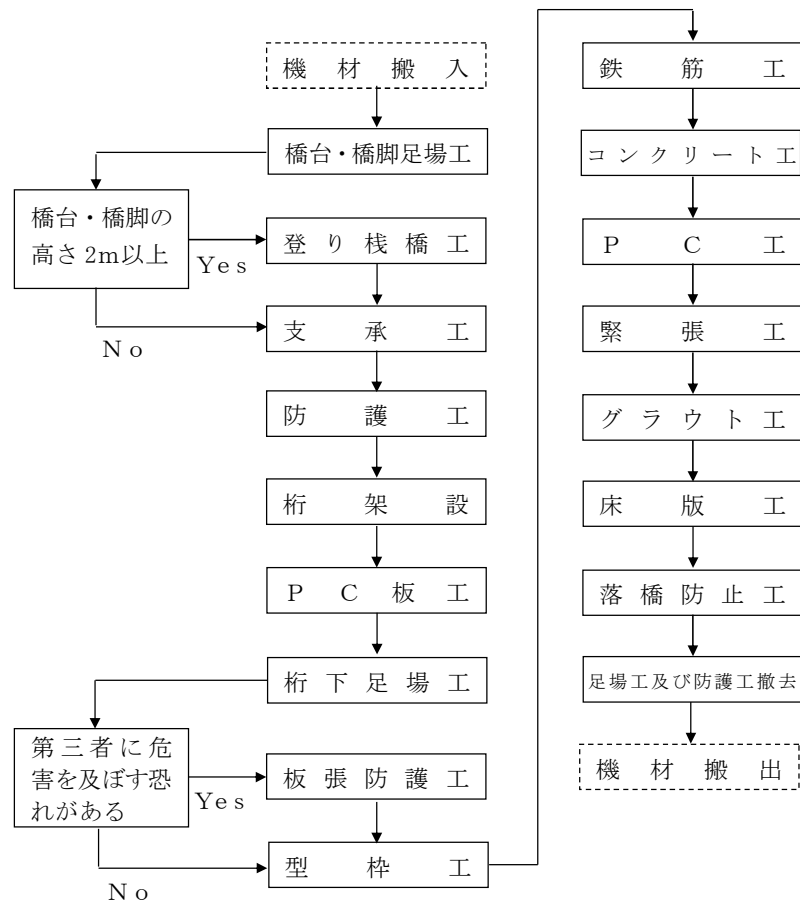 機材搬入
橋台・橋脚足場工
橋台・橋脚の
高さ2m以上
Yes
登り桟橋工
No
支承工
防護工
桁架設
PC板工
桁下足場工
第三者に危
害を及ぼす恐
れがある
Yes
板張防護工
No
型枠工
鉄筋工
コンクリート工
PC工
緊張工
グラウト工
床版工
落橋防止工
足場工及び防護工撤去
機材搬出